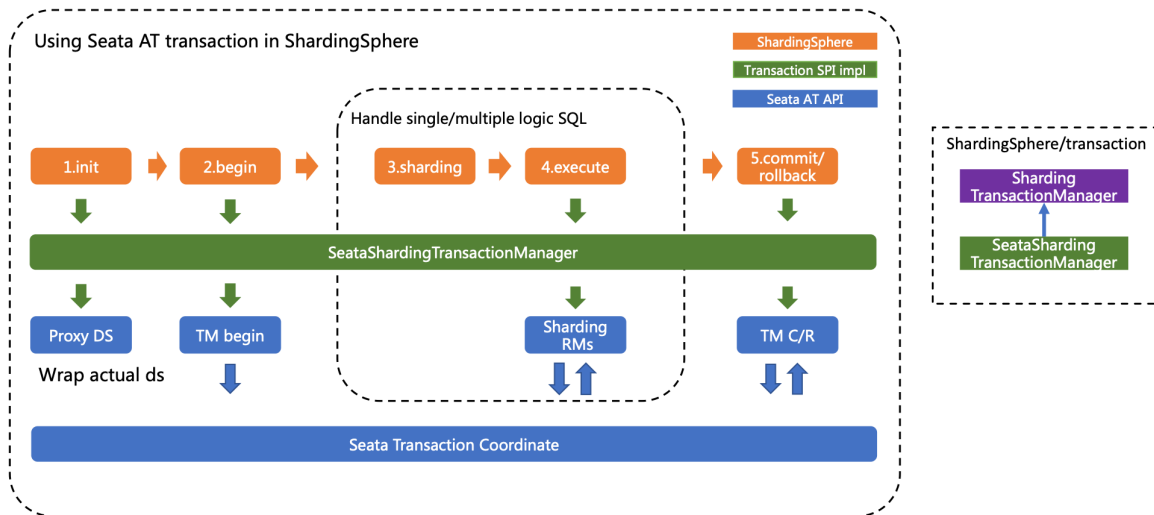 Using Seata AT transaction in ShardingSphere
ShardingSphere
Transaction SPI impl
Seata AT API
Handle single/multiple logic SQL
1.init
2.begin
3.sharding
4.execute
5.commit/
rollback
SeataShardingTransactionManager
Proxy DS
TM begin
Sharding
RMs
TM C/R
Wrap actual ds
Seata Transaction Coordinate
ShardingSphere/transaction
Sharding
TransactionManager
SeataSharding
TransactionManager